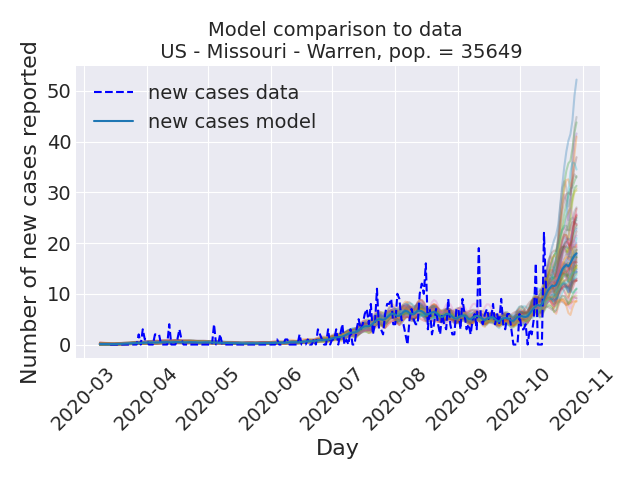 Model comparison to data
US - Missouri - Warren, pop. = 35649
Number of new cases reported
50
40
30
20
10
0
new cases data
new cases model
2020-03
2020-04
2020-05
2020-06
2020-07
2020-08
2020-09
2020-10
2020-11
Day